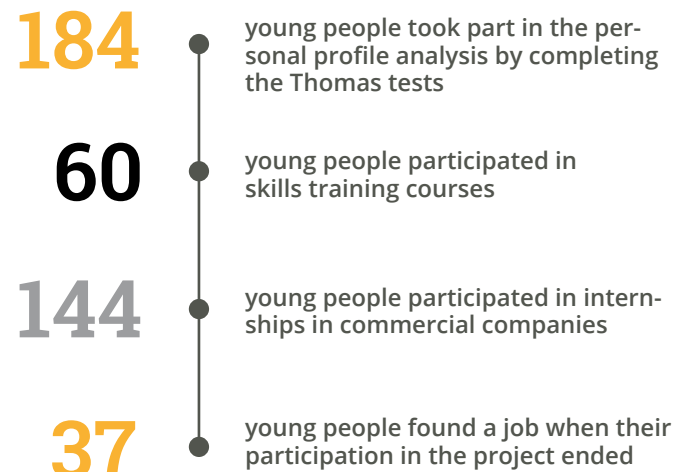 184
young people took part in the per-
sonal profile analysis by completing
the Thomas tests
60
young people participated in
skills training courses
144
young people participated in intern-
ships in commercial companies
37
young people found a job when their
participation in the project ended